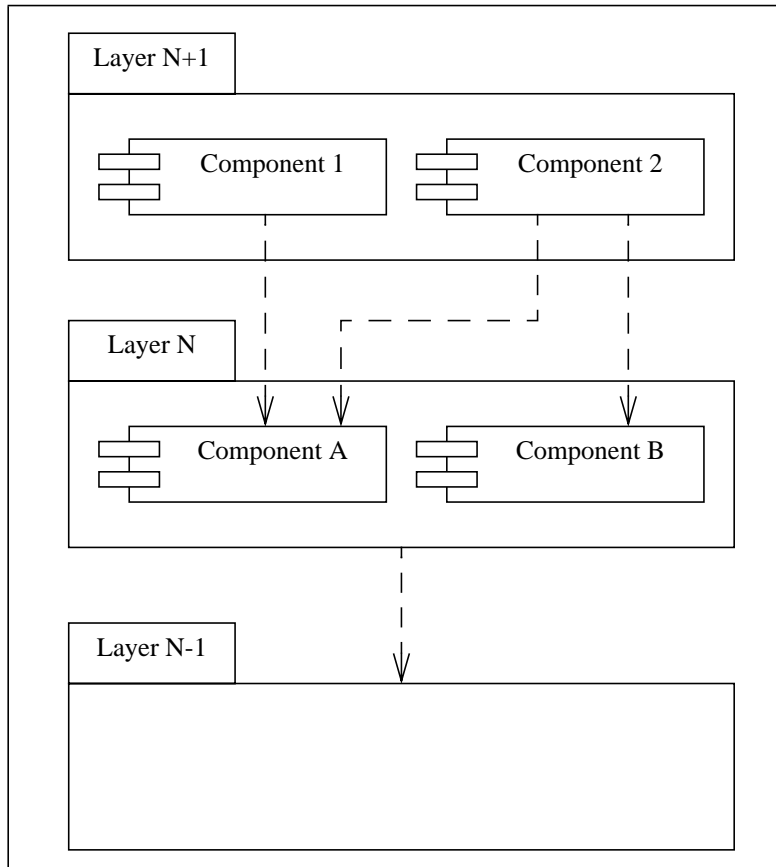 Layer N+1
Component 1
Component 2
Layer N
Component A
Component B
Layer N-1